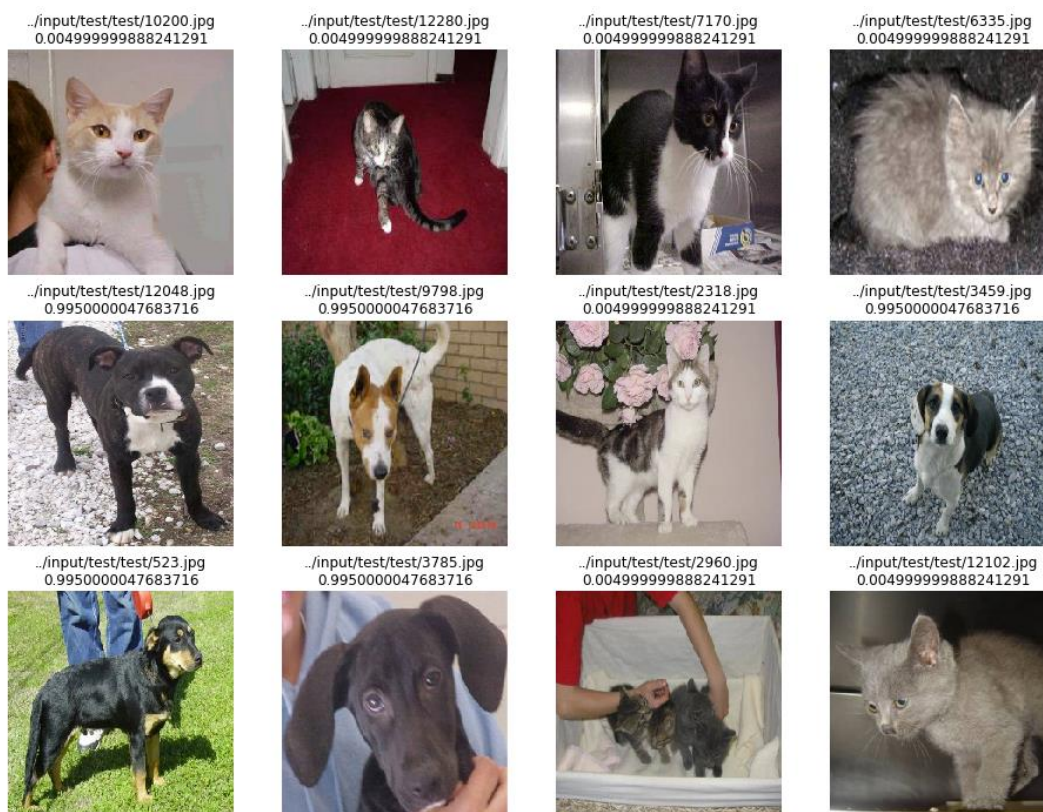 ../input/test/test/10200.jpg
0.004999999888241291
../input/test/test/12280.jpg
0.004999999888241291
../input/test/test/7170.jpg
0.004999999888241291
../input/test/test/6335.jpg
0.004999999888241291
../input/test/test/12048.jpg
0.9950000047683716
../input/test/test/9798.jpg
0.9950000047683716
../input/test/test/2318.jpg
0.004999999888241291
../input/test/test/3459.jpg
0.9950000047683716
../input/test/test/523.jpg
0.9950000047683716
../input/test/test/3785.jpg
0.9950000047683716
../input/test/test/2960.jpg
0.004999999888241291
../input/test/test/12102.jpg
0.004999999888241291